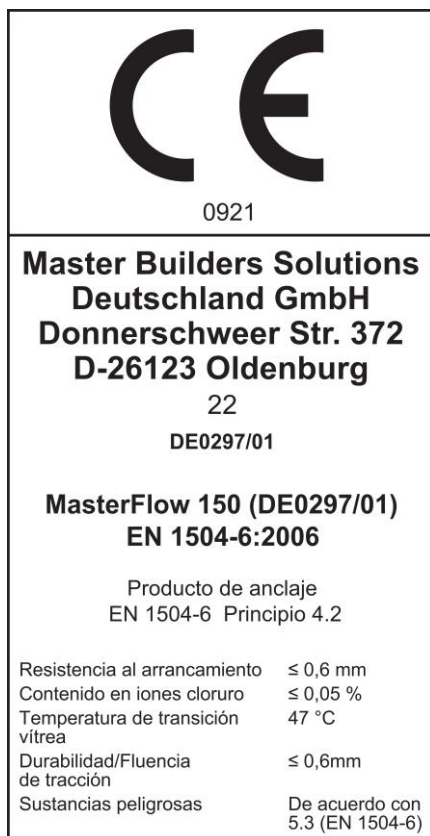 CE
0921
Master Builders Solutions
Deutschland GmbH
Donnerschweer Str. 372
D-26123 Oldenburg
22
DE0297/01
MasterFlow 150 (DE0297/01)
EN 1504-6:2006
Producto de anclaje
EN 1504-6 Principio 4.2
Resistencia al arrancamiento ≤ 0,6 mm
Contenido en iones cloruro ≤ 0,05 %
Temperatura de transición 47 °C
vítrea
Durabilidad/Fluencia ≤ 0,6mm
de tracción
Sustancias peligrosas De acuerdo con
5.3 (EN 1504-6)